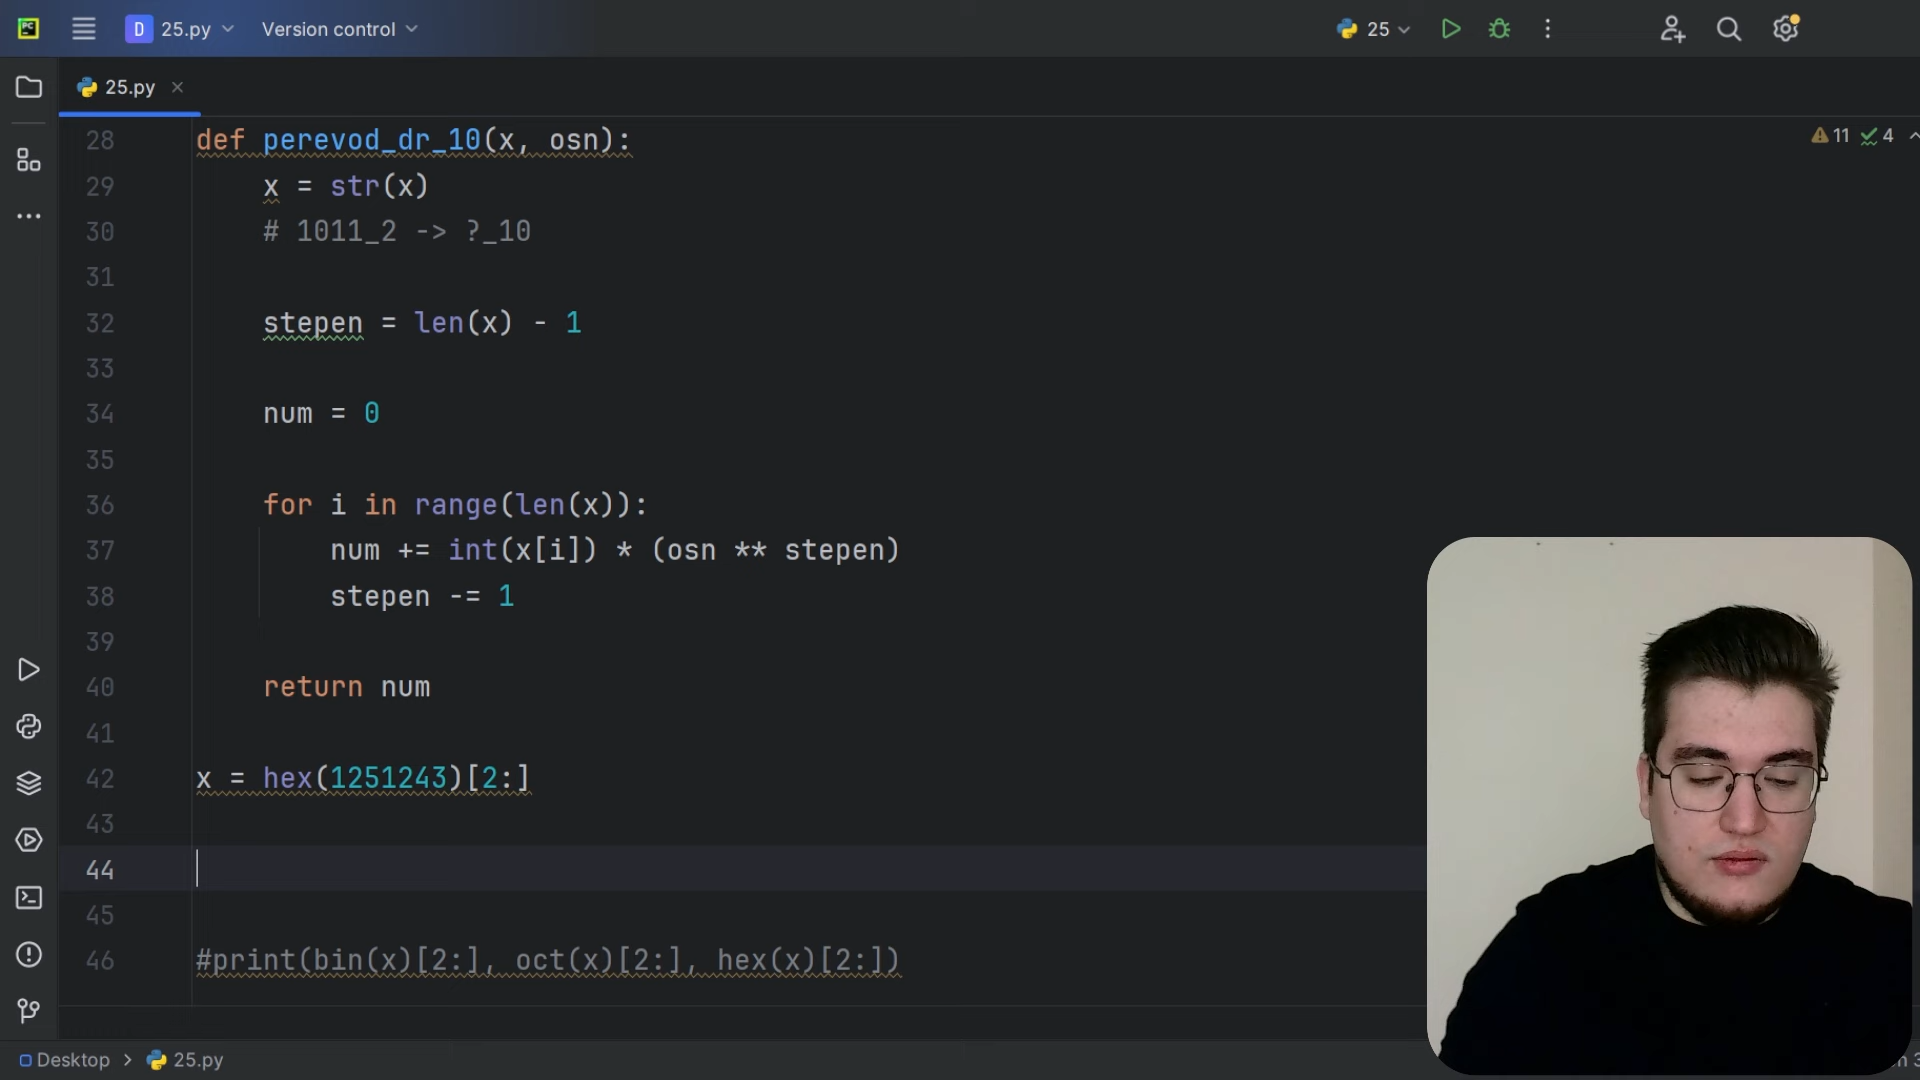 PC
D 25.py Version control 25
25.py
11 4
28 def perevod_dr_10(x, osn):
29 x = str(x)
30 # 1011_2 -> ?_10
31
32 stepen = len(x) - 1
33
34 num = 0
35
36 for i in range(len(x)):
37 num += int(x[i]) * (osn ** stepen)
38 stepen -= 1
39
40 return num
41
42 x = hex(1251243)[2:]
43
44
45
46 #print(bin(x)[2:], oct(x)[2:], hex(x)[2:])
Desktop > 25.py